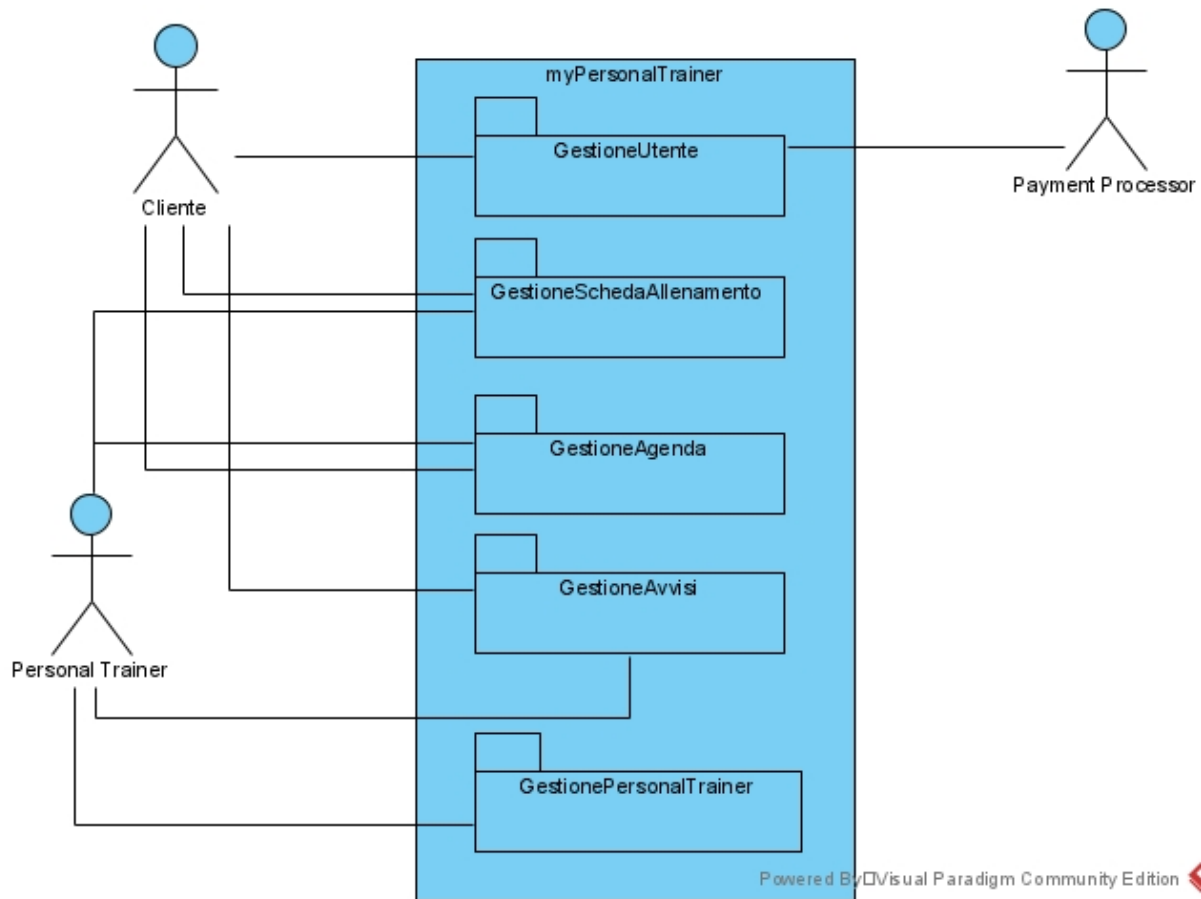 myPersonalTrainer
GestioneUtente
Payment Processor
Cliente
GestioneSchedaAllenamento
GestioneAgenda
GestioneAvvisi
Personal Trainer
GestionePersonalTrainer
Powered By□Visual Paradigm Community Edition